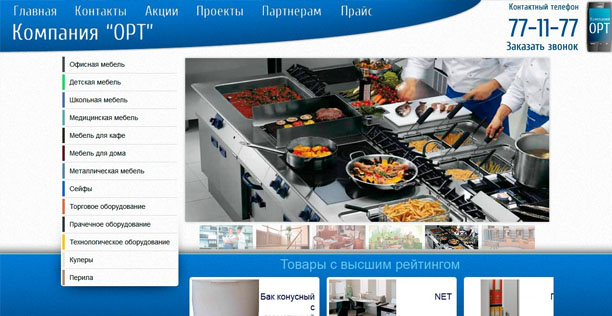 Главная Контакты Акции Проекты Партнерам Прайс
Контактный телефон
77-11-77
Заказать звонок
ОРТ
Компания “ОРТ”
Офисная мебель
Детская мебель
Школьная мебель
Медицинская мебель
Мебель для кафе
Мебель для дома
Металлическая мебель
Сейфы
Торговое оборудование
Прачечное оборудование
Технологическое оборудование
Кулеры
Перила
Товары с высшим рейтингом
Бак конусный
с
NET